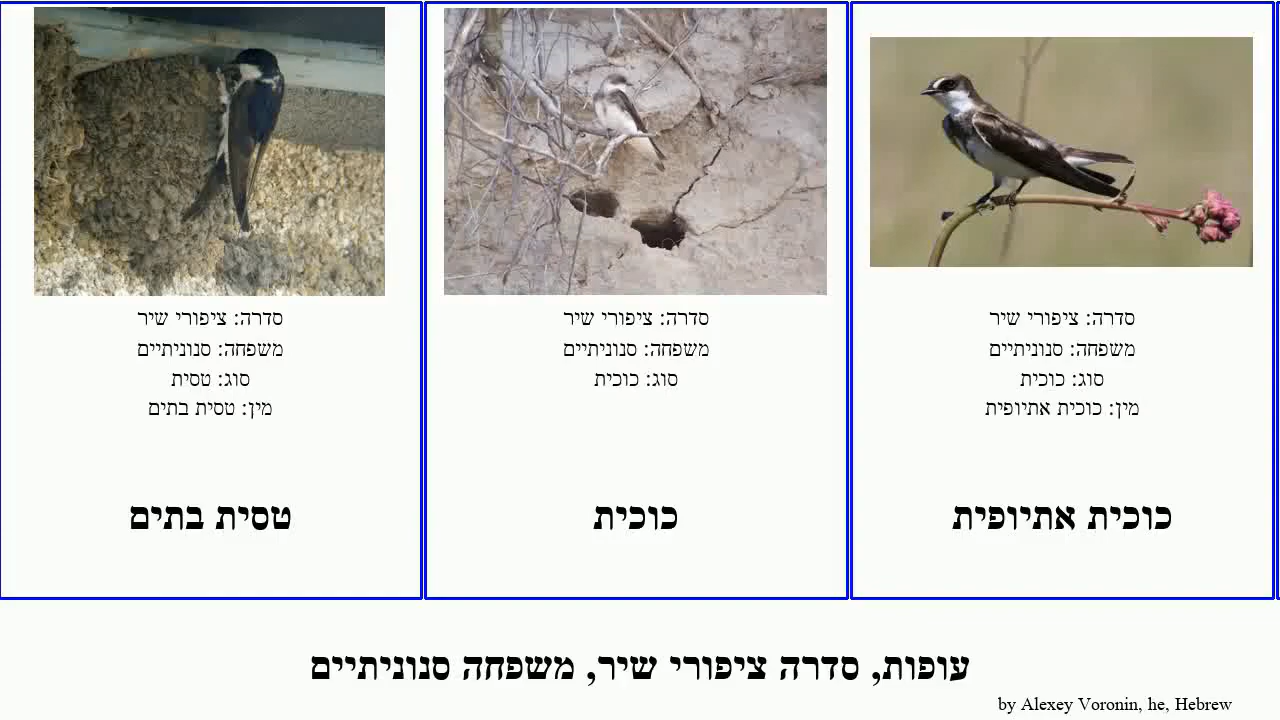 סדרה: ציפורי שיר
משפחה: סנוניתיים
סוג: טסית
מין: טסית בתים
טסית בתים
סדרה: ציפורי שיר
משפחה: סנוניתיים
סוג: כוכית
כוכית
סדרה: ציפורי שיר
משפחה: סנוניתיים
סוג: כוכית
מין: כוכית אתיופית
כוכית אתיופית
עופות, סדרה ציפורי שיר, משפחה סנוניתיים
by Alexey Voronin, he, Hebrew